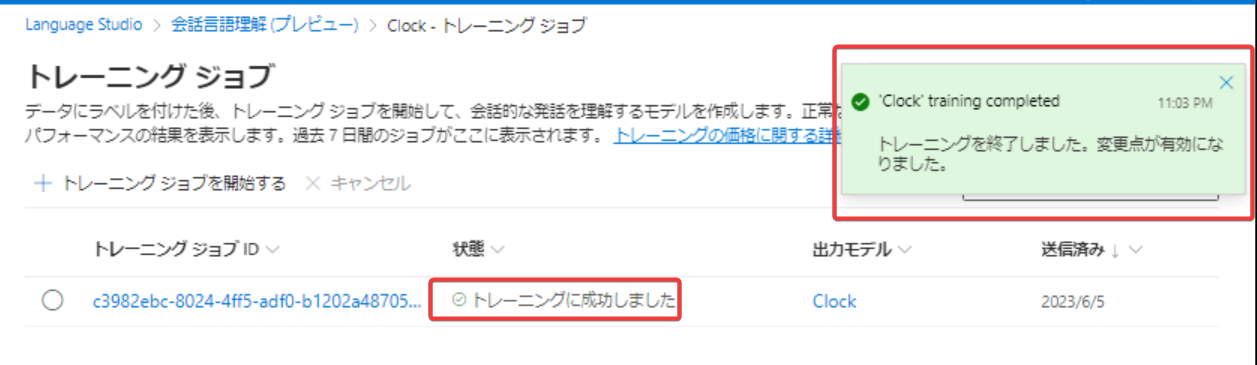 Language Studio > 会話言語理解 (プレビュー) > Clock - トレーニング ジョブ
トレーニング ジョブ
データにラベルを付けた後、トレーニング ジョブを開始して、会話的な発話を理解するモデルを作成します。正常
パフォーマンスの結果を表示します。過去 7 日間のジョブがここに表示されます。 トレーニングの価格に関する詳
'Clock' training completed 11:03 PM
トレーニングを終了しました。変更点が有効にな
りました。
+ トレーニング ジョブを開始する × キャンセル
トレーニング ジョブ ID 状態 出力モデル 送信済み ↓
c3982ebc-8024-4ff5-adf0-b1202a48705... トレーニングに成功しました Clock 2023/6/5